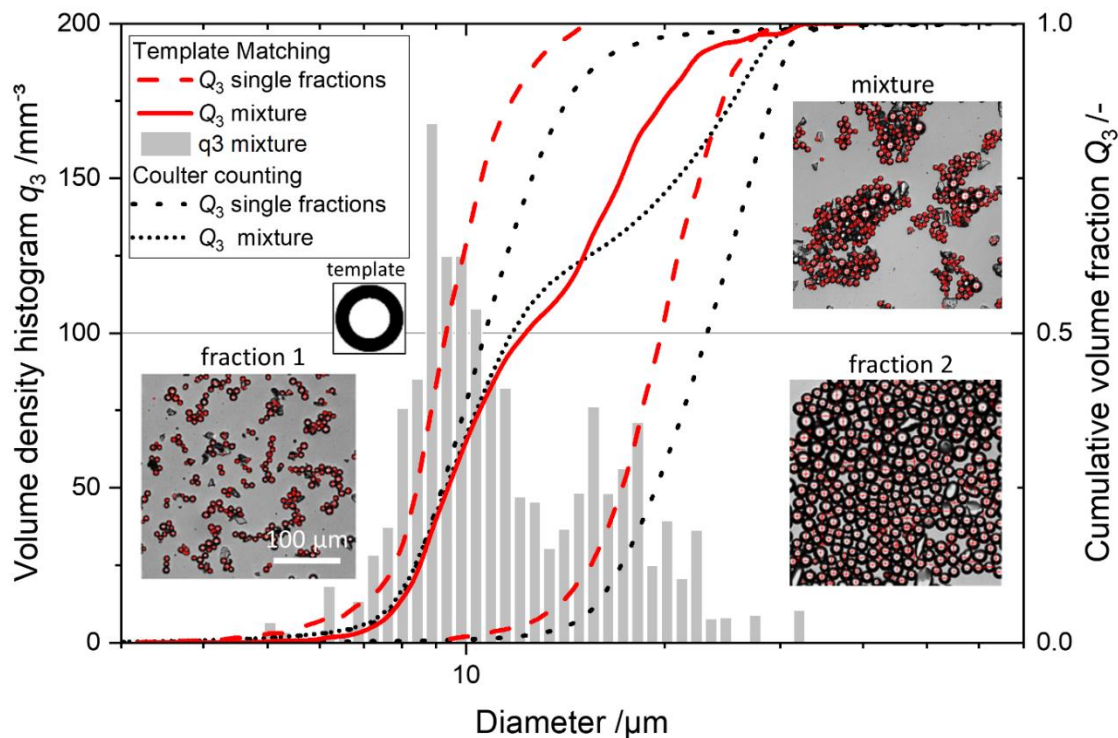 Volume density histogram q₃ /mm⁻³
200
150
100
50
0
Template Matching
Q₃ single fractions
Q₃ mixture
q3 mixture
Coulter counting
Q₃ single fractions
Q₃ mixture
template
fraction 1
100 µm
mixture
fraction 2
1.0
0.5
0.0
Cumulative volume fraction Q₃ /-
10
Diameter /µm